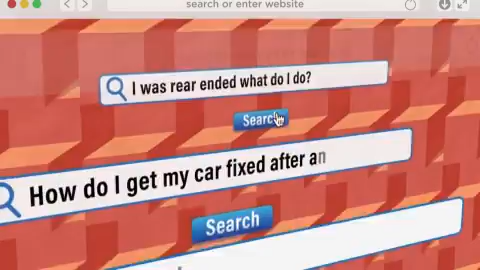 search or enter website
I was rear ended what do I do?
Search
How do I get my car fixed after an
Search